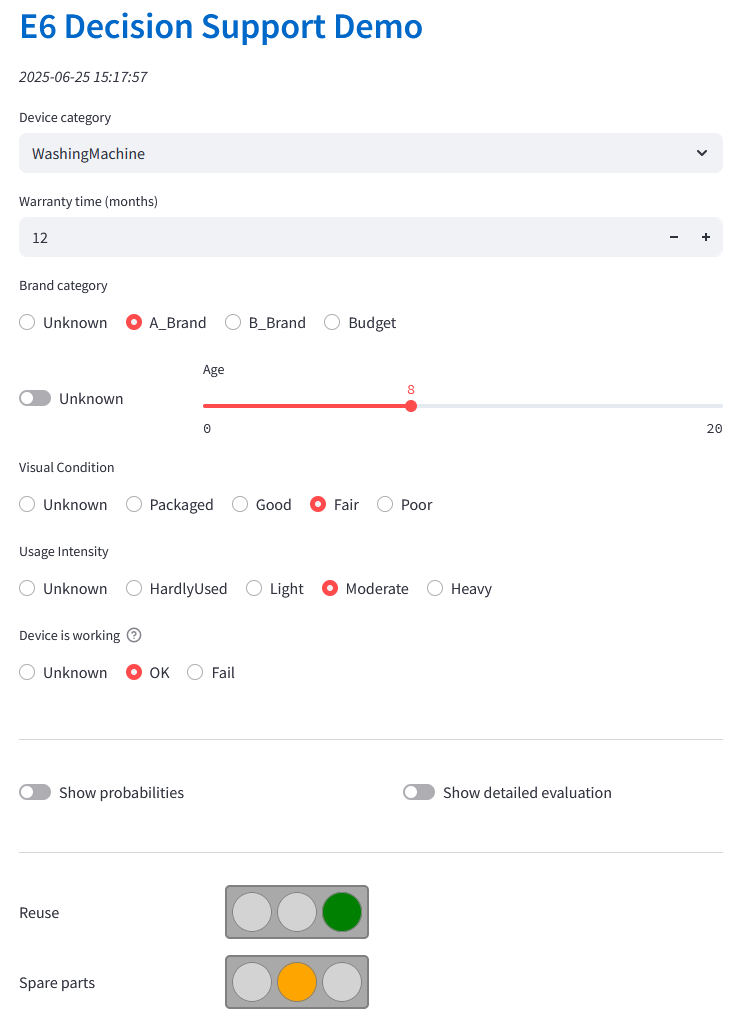 E6 Decision Support Demo
2025-06-25 15:17:57
Device category
WashingMachine
Warranty time (months)
12 − +
Brand category
Unknown A_Brand B_Brand Budget
Age
8
Unknown
0 20
Visual Condition
Unknown Packaged Good Fair Poor
Usage Intensity
Unknown HardlyUsed Light Moderate Heavy
Device is working ?
Unknown OK Fail
Show probabilities Show detailed evaluation
Reuse
Spare parts